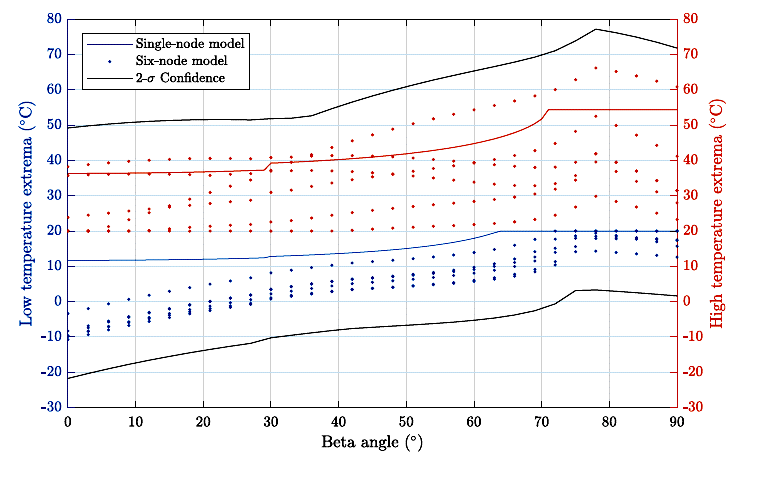 Single-node model
Six-node model
2-σ Confidence
80 70 60 50 40 30 20 10 0 -10 -20 -30
Low temperature extrema (°C)
80 70 60 50 40 30 20 10 0 -10 -20 -30
High temperature extrema (°C)
0 10 20 30 40 50 60 70 80 90
Beta angle (°)